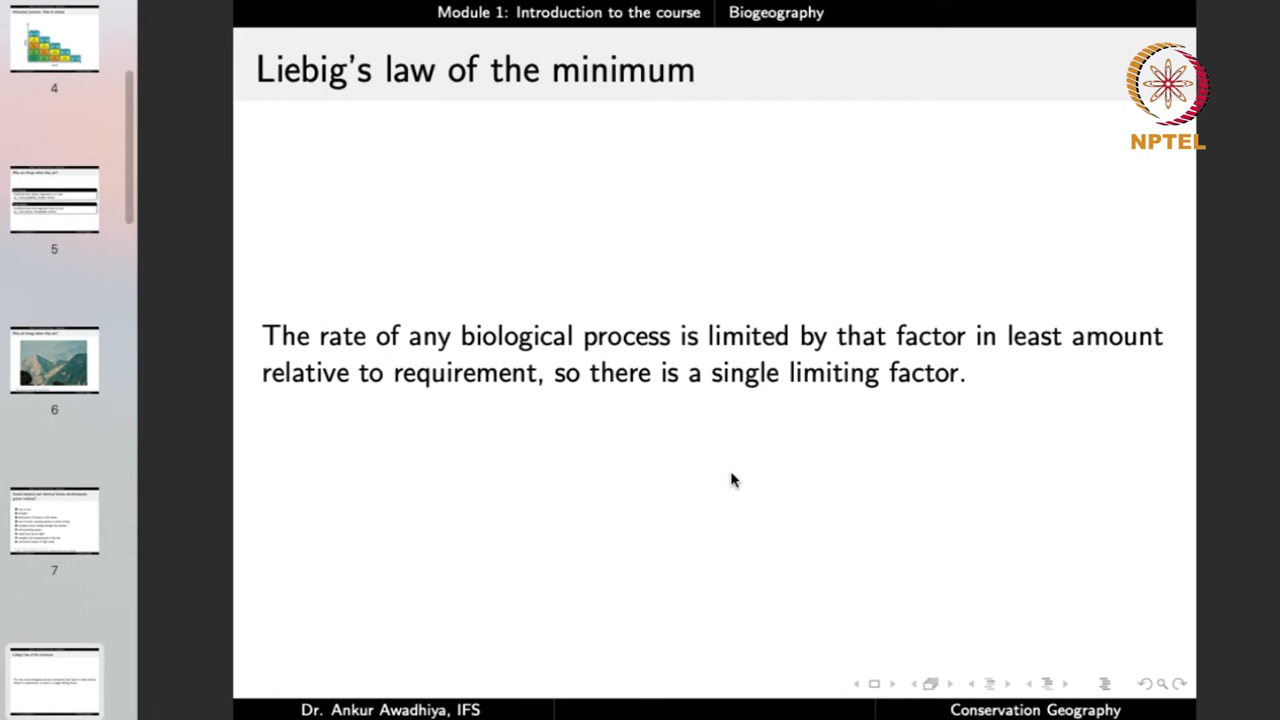 Module 1: Introduction to the course
Biogeography
Liebig's law of the minimum
NPTEL
The rate of any biological process is limited by that factor in least amount
relative to requirement, so there is a single limiting factor.
4
5
6
7
Dr. Ankur Awadhiya, IFS
Conservation Geography